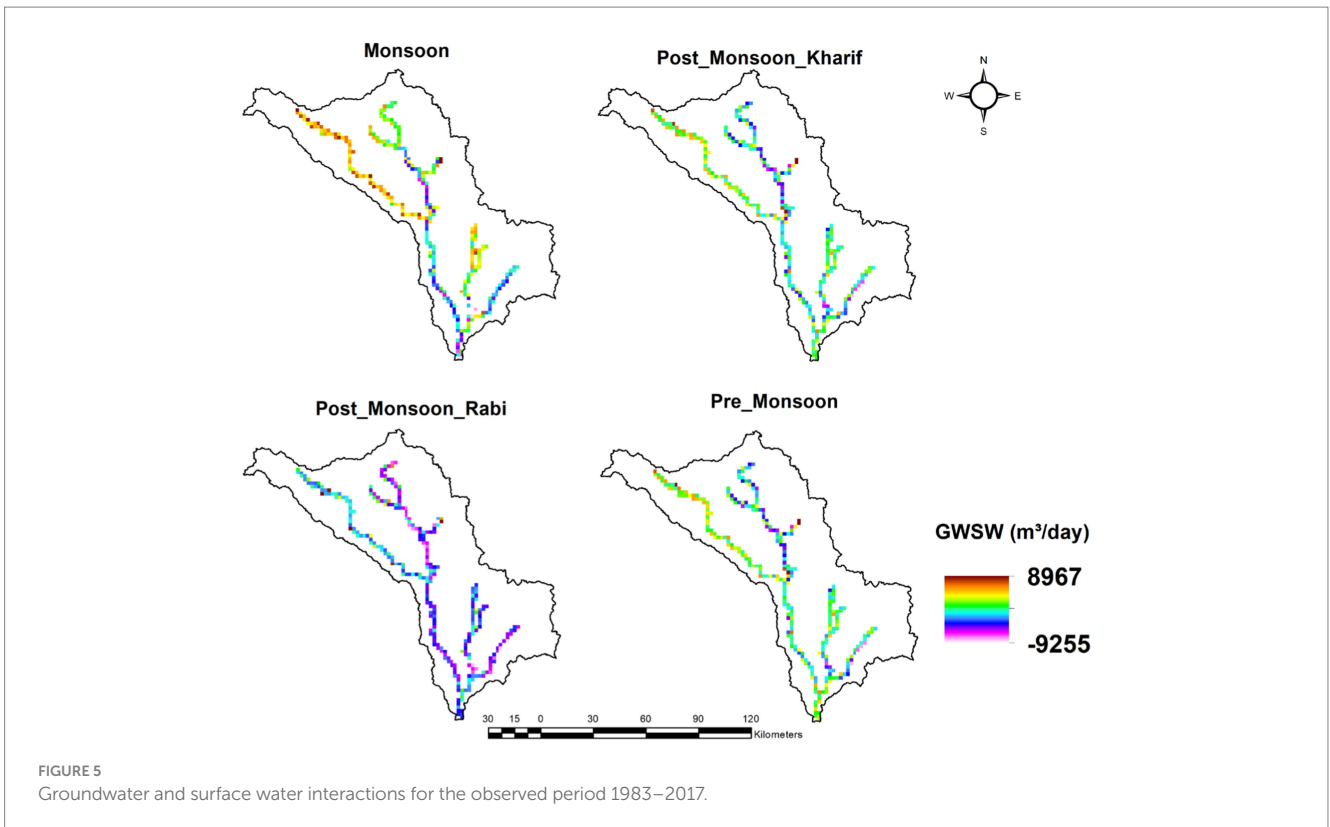 Monsoon
Post_Monsoon_Kharif
N
W E
S
Post_Monsoon_Rabi
Pre_Monsoon
GWSW (m³/day)
8967
-9255
30 15 0 30 60 90 120
Kilometers
FIGURE 5
Groundwater and surface water interactions for the observed period 1983–2017.